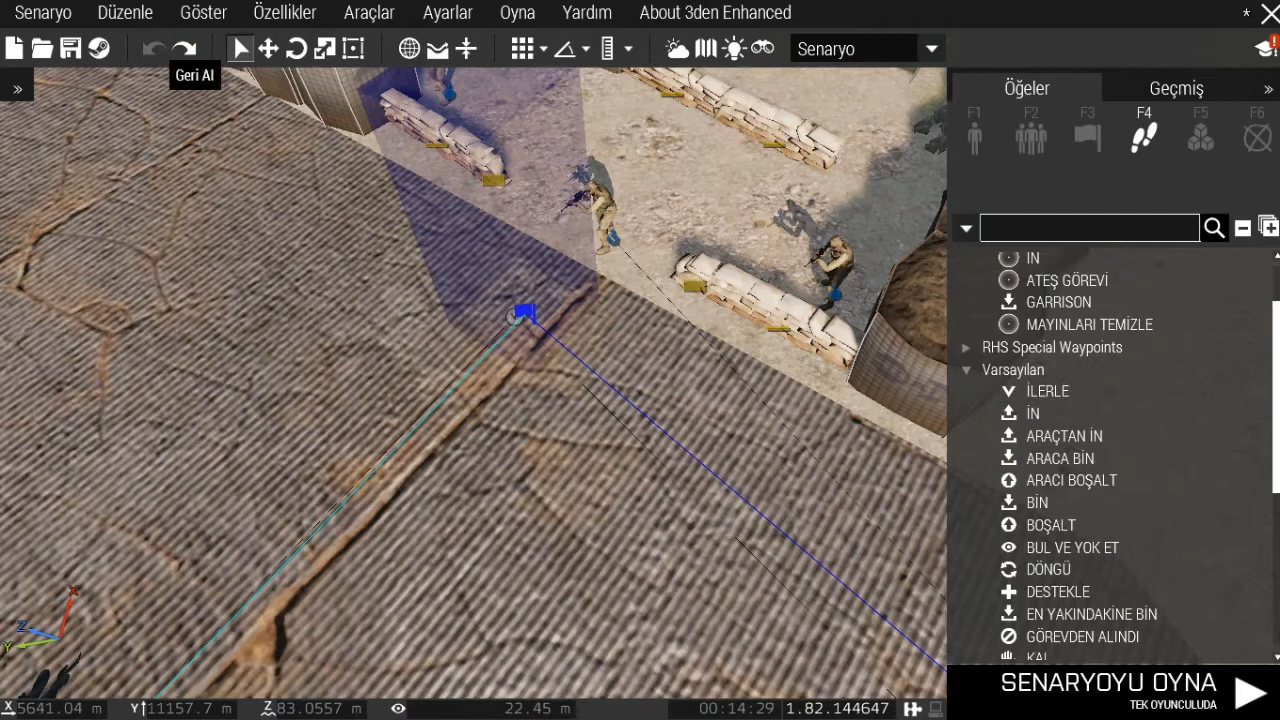 Senaryo Düzenle Göster Özellikler Araçlar Ayarlar Oyna Yardım About 3den Enhanced *
Senaryo
Geri Al
Öğeler Geçmiş
F1 F2 F3 F4 F5 F6
IN
ATEŞ GÖREVİ
GARRISON
MAYINLARI TEMİZLE
RHS Special Waypoints
Varsayılan
İLERLE
İN
ARAÇTAN İN
ARACA BİN
ARACI BOŞALT
BİN
BOŞALT
BUL VE YOK ET
DÖNGÜ
DESTEKLE
EN YAKINDAKİNE BİN
GÖREVDEN ALINDI
KAL
X
Z
Y
SENARYOYU OYNA
TEK OYUNCULUDA
X 5641.04 m Y 11157.7 m Z 83.0557 m 22.45 m 00:14:29 1.82.144647